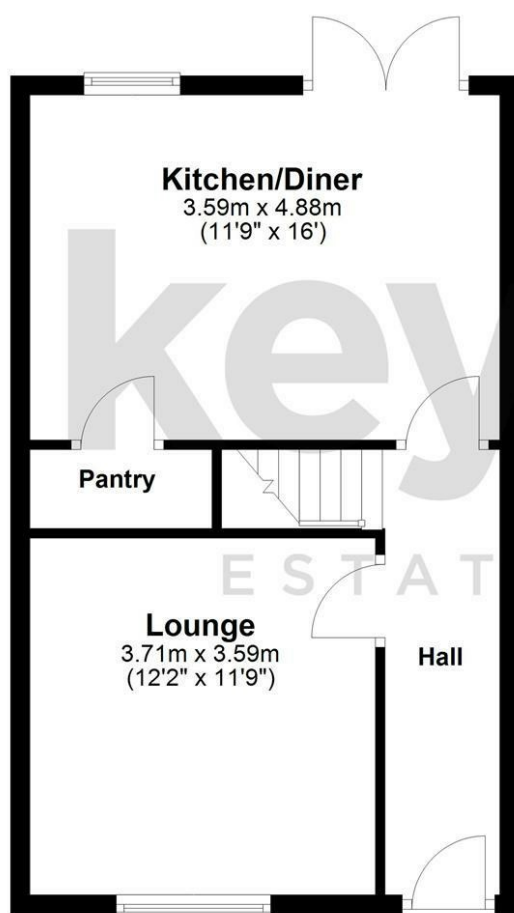 Kitchen/Diner
3.59m x 4.88m
(11'9" x 16')
key
Pantry
ESTAT
Lounge
3.71m x 3.59m
(12'2" x 11'9")
Hall